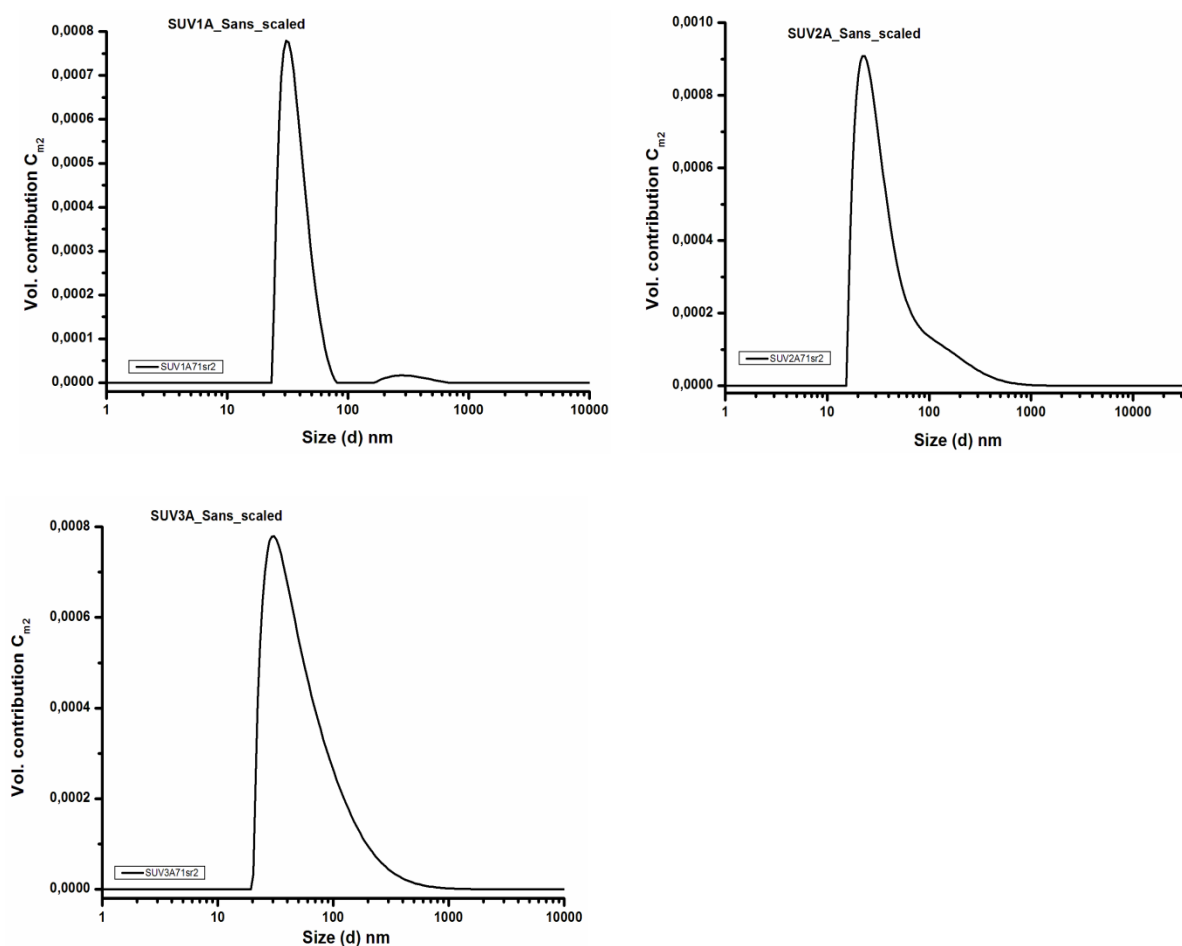 SUV1A_Sans_scaled
0,0008
0,0007
0,0006
0,0005
0,0004
0,0003
0,0002
0,0001
0,0000
Vol. contribution Cm2
SUV1A71sr2
1 10 100 1000 10000
Size (d) nm
SUV2A_Sans_scaled
0,0010
0,0008
0,0006
0,0004
0,0002
0,0000
Vol. contribution Cm2
SUV2A71sr2
1 10 100 1000 10000
Size (d) nm
SUV3A_Sans_scaled
0,0008
0,0006
0,0004
0,0002
0,0000
Vol. contribution Cm2
SUV3A71sr2
1 10 100 1000 10000
Size (d) nm